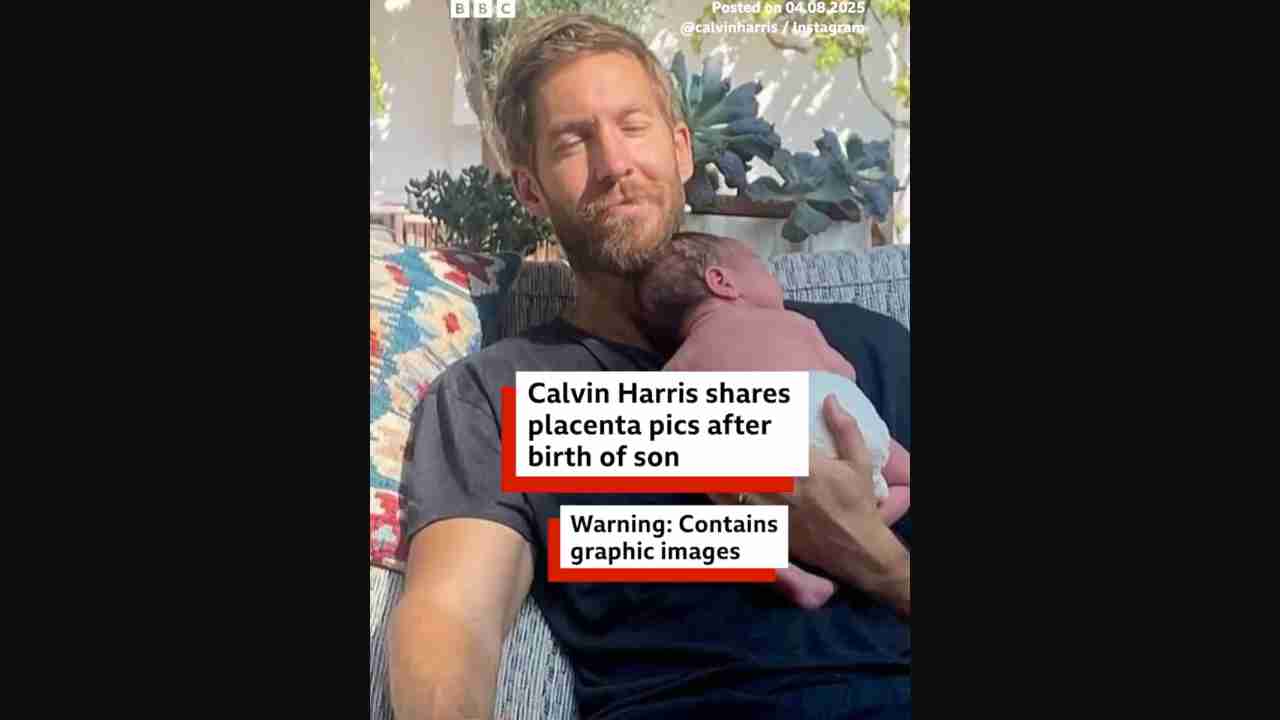 BBC
Posted on 04.08.2025
@calvinharris / Instagram
Calvin Harris shares
placenta pics after
birth of son
Warning: Contains
graphic images